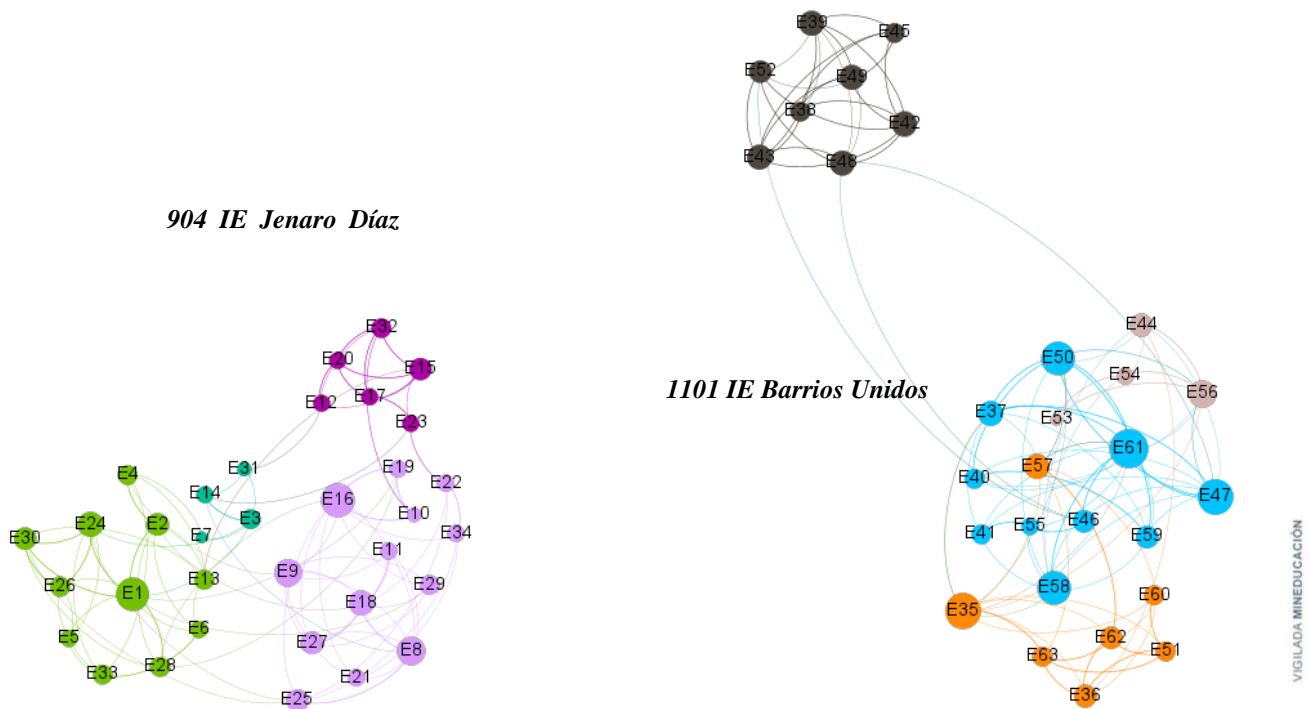 E39
E45
E52
E49
E38
E42
E43
E48
904 IE Jenaro Díaz
E32
E20
E15
E17
E12
E23
E44
E50
E54
1101 IE Barrios Unidos
E56
E37
E53
E61
E31
E19
E4
E22
E57
E40
E14
E16
E47
E10
E3
E24
E2
E34
E30
E7
E46
E55
E41
E59
E11
E9
E13
E26
E1
E29
E58
E60
E18
E35
E6
E5
E27
E8
E62
E63
E51
E28
E33
E21
E25
E36
VIGILADA MINEDUCACIÓN